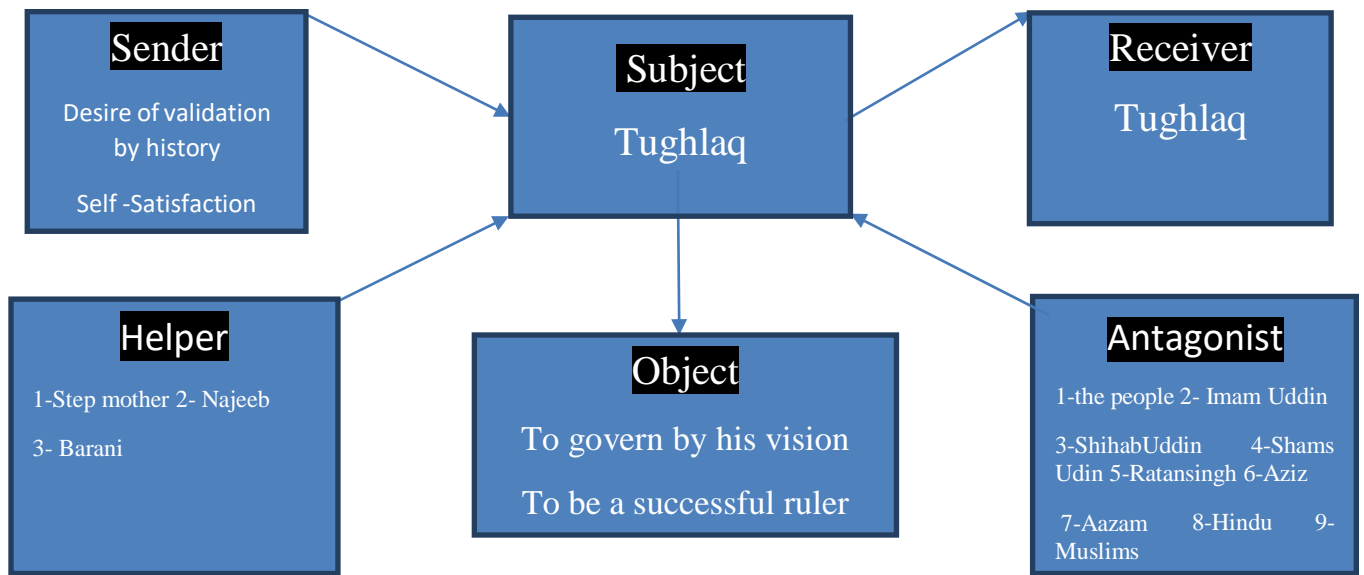 Sender
Desire of validation
by history
Self -Satisfaction
Subject
Tughlaq
Receiver
Tughlaq
Helper
1-Step mother 2- Najeeb
3- Barani
Object
To govern by his vision
To be a successful ruler
Antagonist
1-the people 2- Imam Uddin
3-ShihabUddin 4-Shams
Udin 5-Ratansingh 6-Aziz
7-Aazam 8-Hindu 9-
Muslims